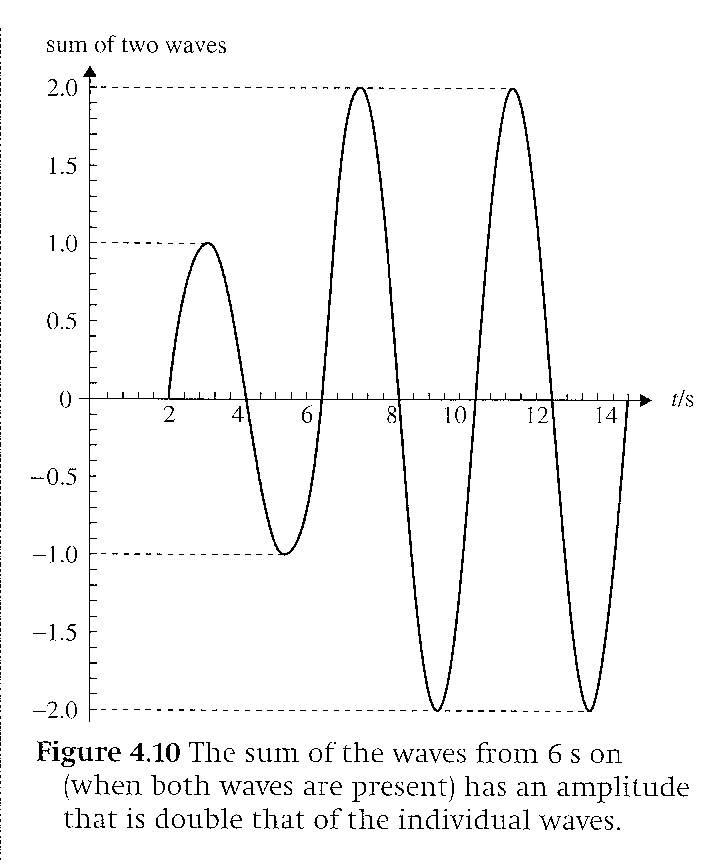 sum of two waves
2.0
1.5
1.0
0.5
0
2 4 6 8 10 12 14 t/s
−0.5
−1.0
−1.5
−2.0
Figure 4.10 The sum of the waves from 6 s on
(when both waves are present) has an amplitude
that is double that of the individual waves.